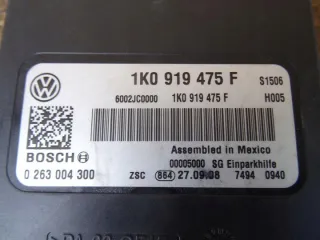 1K0 919 475 F S1506
6002JC0000 1K0 919 475 F H005
Assembled in Mexico
BOSCH 00005000 SG Einparkhilfe
0 263 004 300 ZSC 864 27.09.08 7494 0940